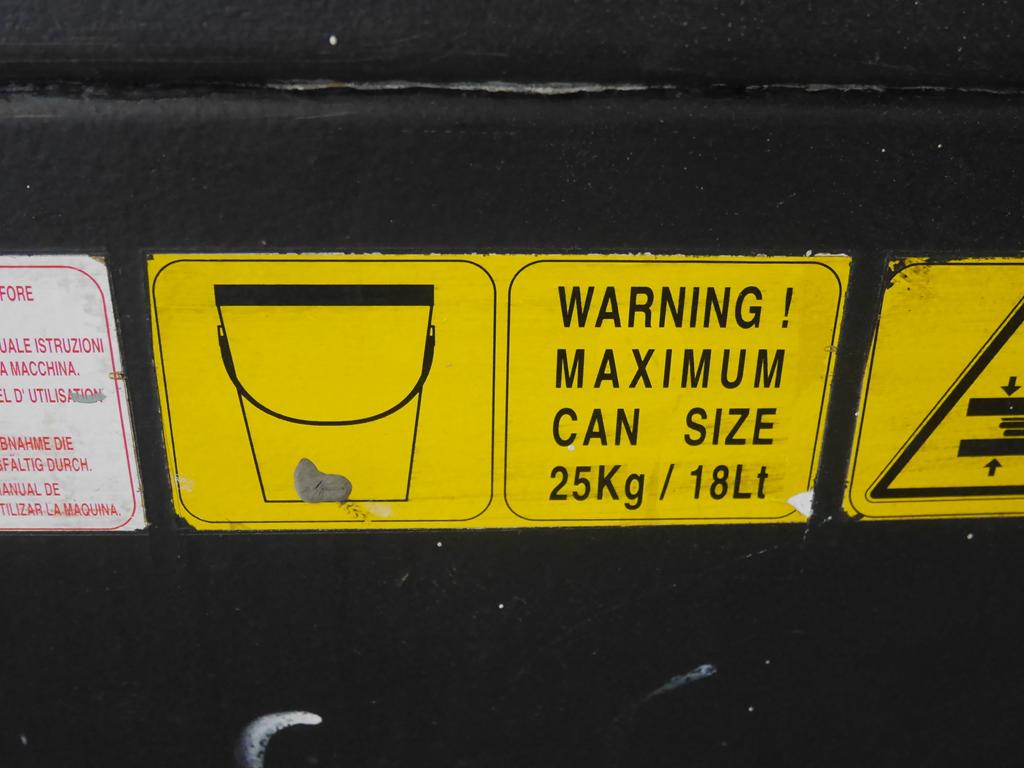 FORE
UALE ISTRUZIONI
A MACCHINA.
EL D' UTILISATION
BNAHME DIE
GFÄLTIG DURCH.
MANUAL DE
TILIZAR LA MAQUINA.
WARNING !
MAXIMUM
CAN SIZE
25Kg / 18Lt